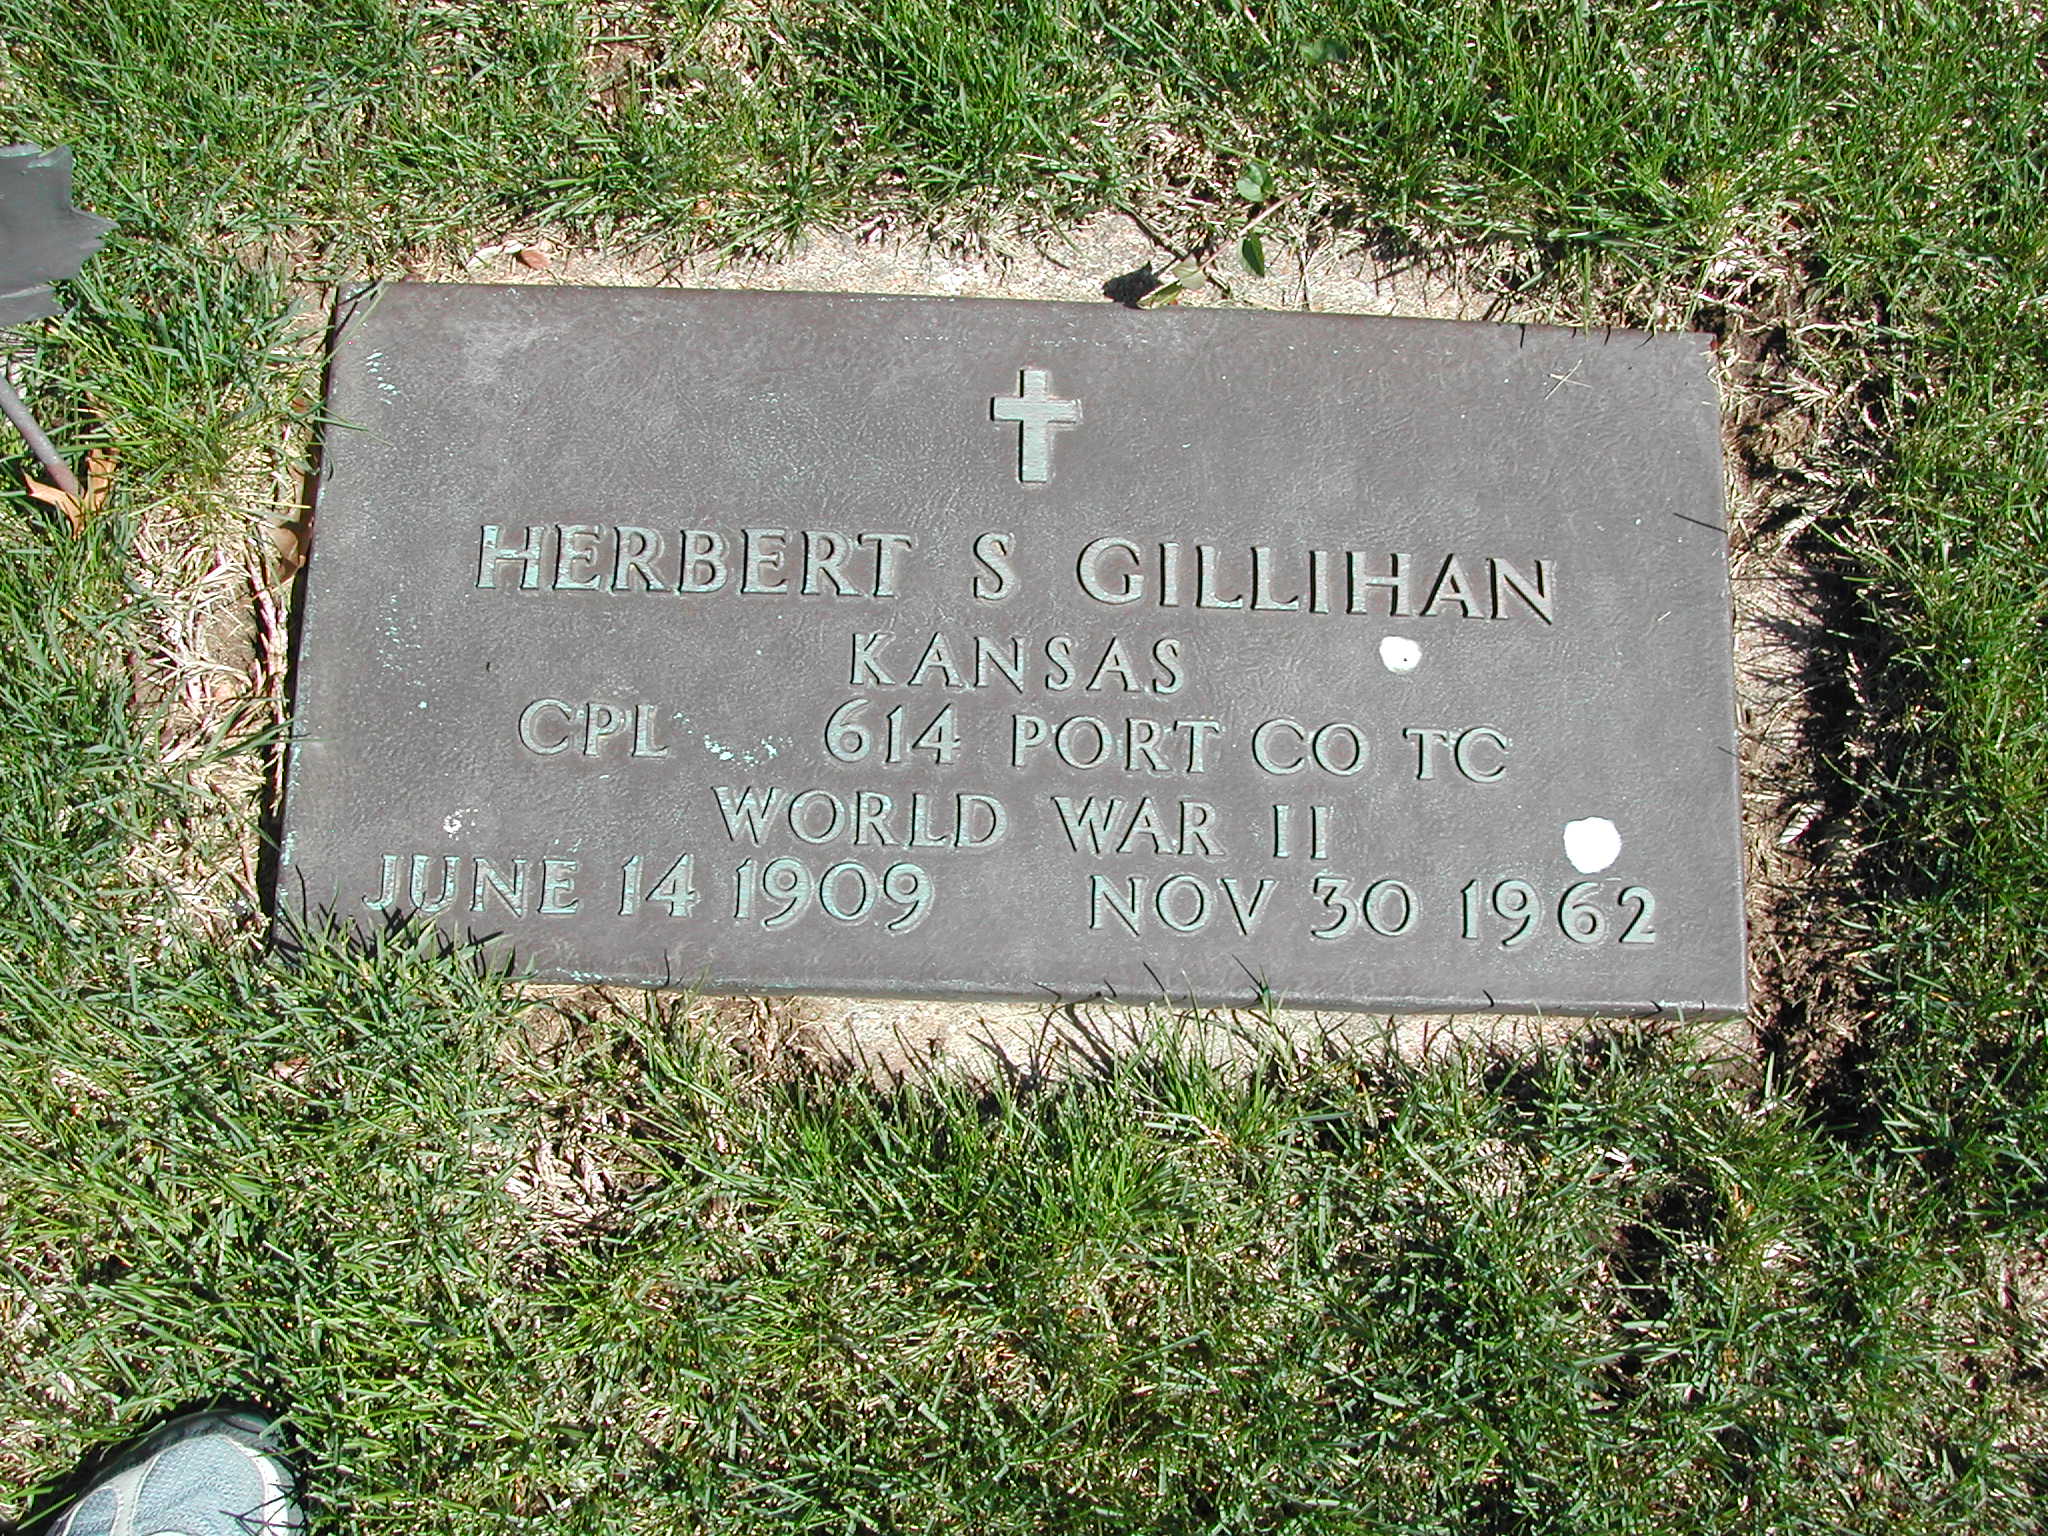 HERBERT S GILLIHAN
KANSAS
CPL 614 PORT CO TC
WORLD WAR II
JUNE 14 1909 NOV 30 1962